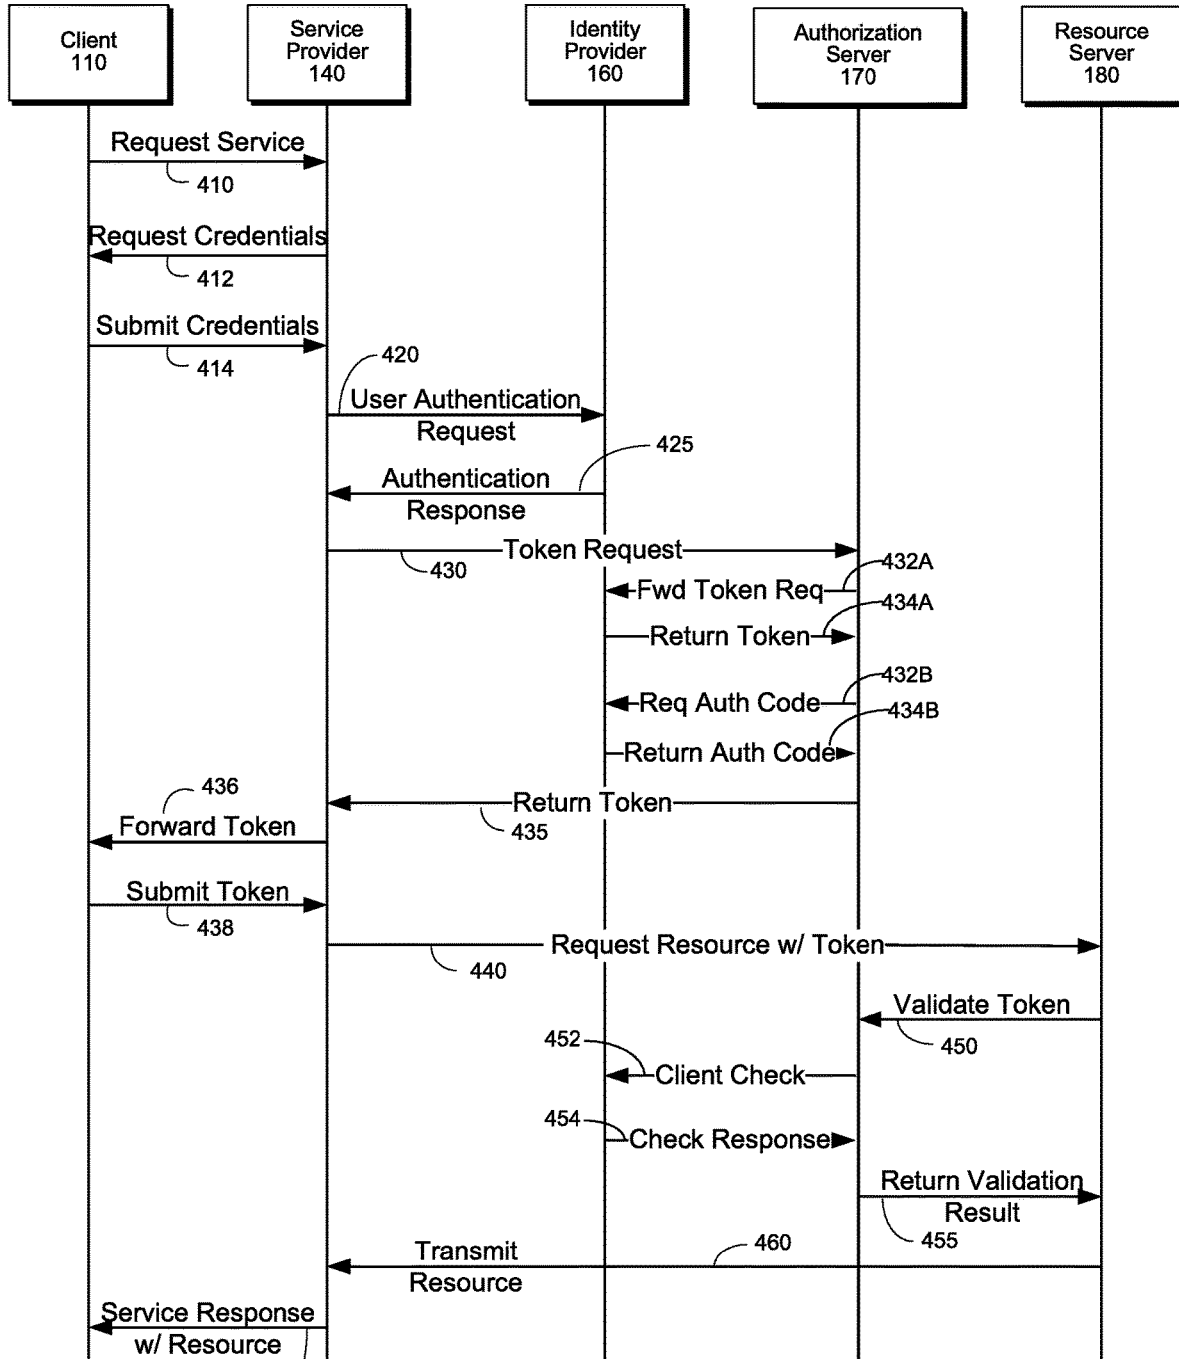 Client
110
Service
Provider
140
Identity
Provider
160
Authorization
Server
170
Resource
Server
180
Request Service
410
Request Credentials
412
Submit Credentials
414
420
User Authentication
Request
425
Authentication
Response
Token Request
430
432A
Fwd Token Req
434A
Return Token
432B
Req Auth Code
434B
Return Auth Code
Return Token
435
436
Forward Token
Submit Token
438
Request Resource w/ Token
440
Validate Token
450
452
Client Check
454
Check Response
Return Validation
Result
455
460
Transmit
Resource
Service Response
w/ Resource